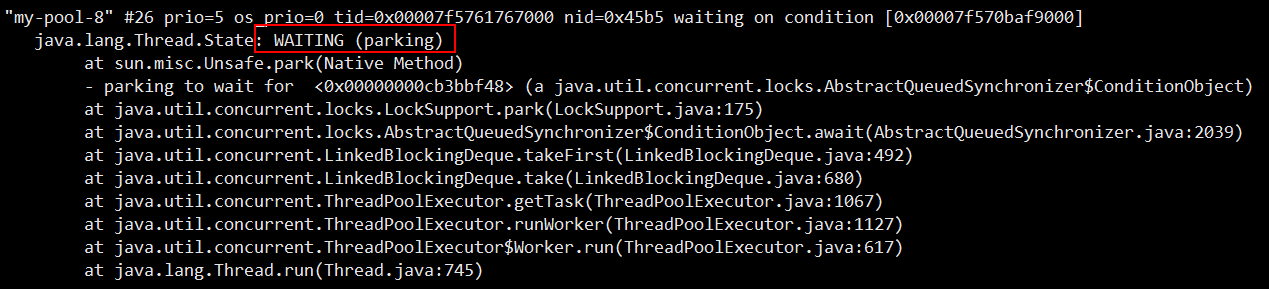 "my-pool-8" #26 prio=5 os_prio=0 tid=0x00007f5761767000 nid=0x45b5 waiting on condition [0x00007f570baf9000]
java.lang.Thread.State: WAITING (parking)
at sun.misc.Unsafe.park(Native Method)
- parking to wait for  <0x00000000cb3bbf48> (a java.util.concurrent.locks.AbstractQueuedSynchronizer$ConditionObject)
at java.util.concurrent.locks.LockSupport.park(LockSupport.java:175)
at java.util.concurrent.locks.AbstractQueuedSynchronizer$ConditionObject.await(AbstractQueuedSynchronizer.java:2039)
at java.util.concurrent.LinkedBlockingDeque.takeFirst(LinkedBlockingDeque.java:492)
at java.util.concurrent.LinkedBlockingDeque.take(LinkedBlockingDeque.java:680)
at java.util.concurrent.ThreadPoolExecutor.getTask(ThreadPoolExecutor.java:1067)
at java.util.concurrent.ThreadPoolExecutor.runWorker(ThreadPoolExecutor.java:1127)
at java.util.concurrent.ThreadPoolExecutor$Worker.run(ThreadPoolExecutor.java:617)
at java.lang.Thread.run(Thread.java:745)